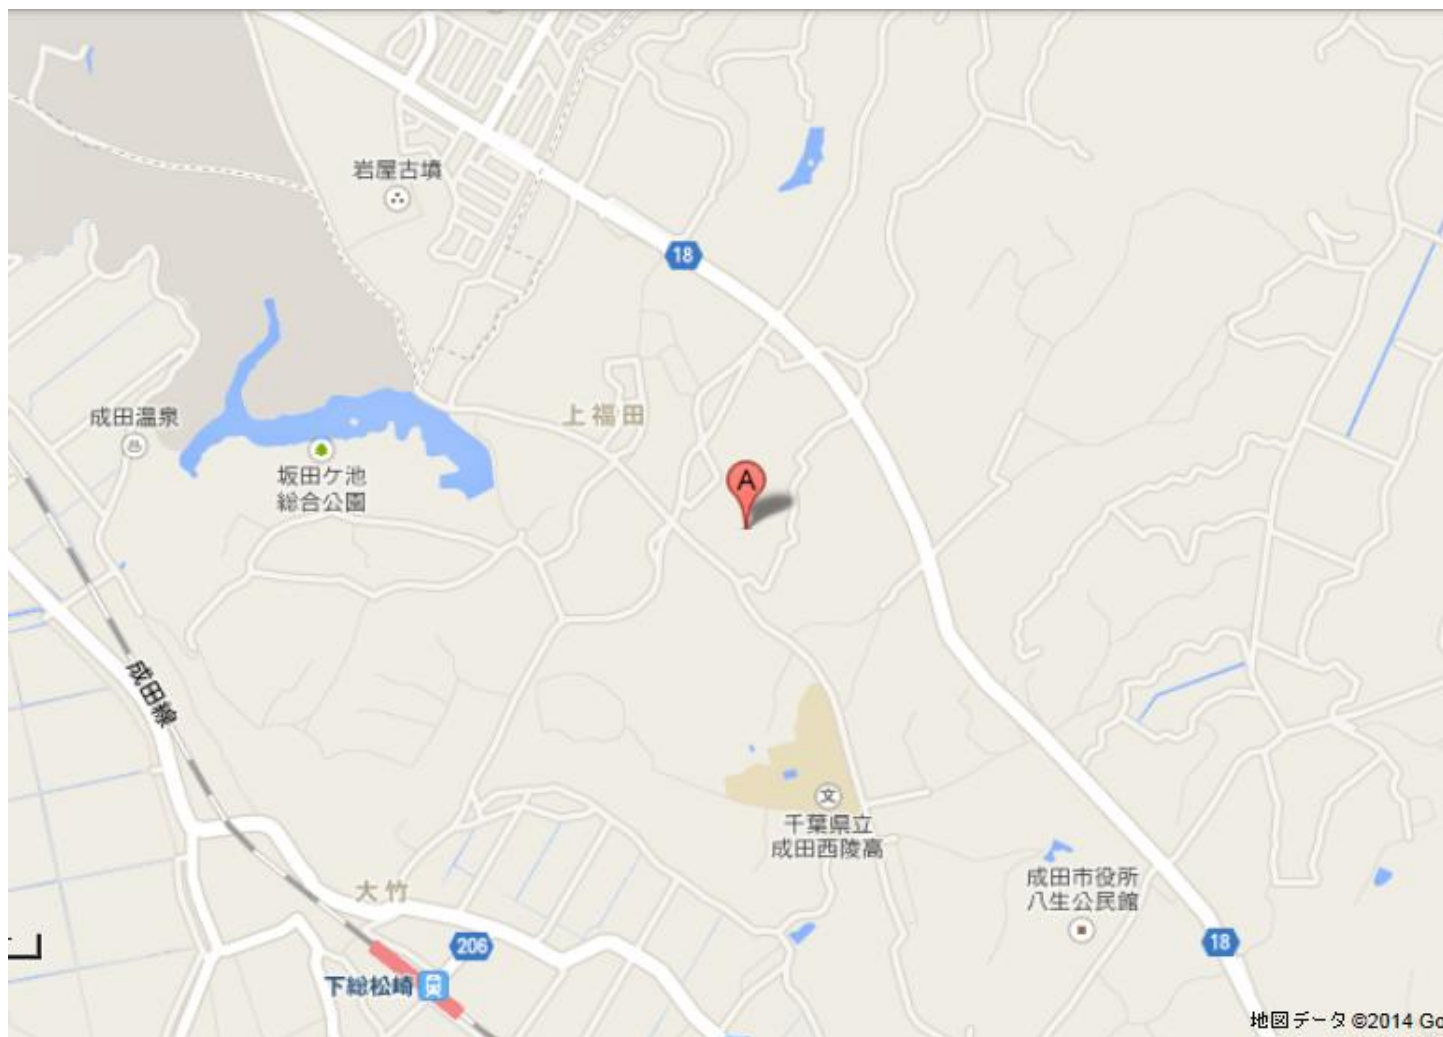 岩屋古墳
18
成田温泉
上福田
坂田ケ池
総合公園
A
成田線
文
千葉県立
成田西陵高
成田市役所
八生公民館
大竹
206
18
下総松崎
地図データ ©2014 Go